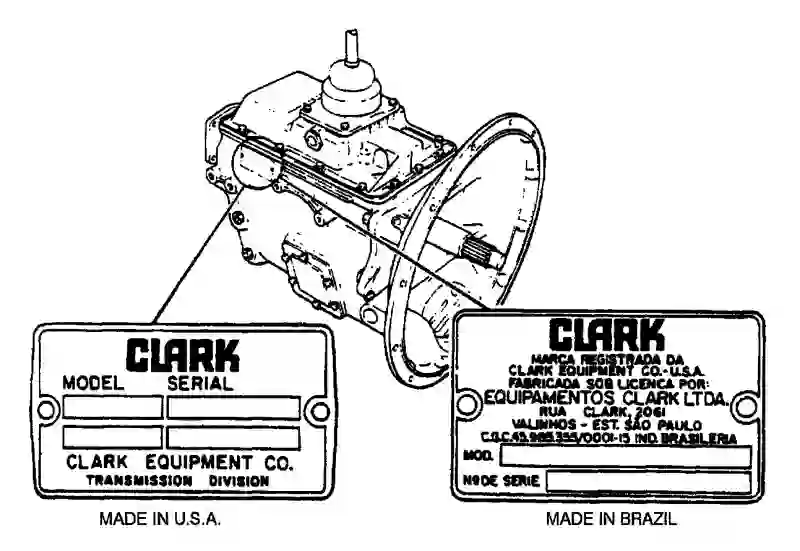 CLARK
MODEL SERIAL
CLARK EQUIPMENT CO.
TRANSMISSION DIVISION
MADE IN U.S.A.
CLARK
MARCA REGISTRADA DA
CLARK EQUIPMENT CO.-U.S.A.
FABRICADA SOB LICENCA POR:
EQUIPAMENTOS CLARK LTDA.
RUA CLARK, 2061
VALINHOS - EST. SÃO PAULO
C.G.C.45.985.355/0001-15 IND. BRASILERIA
MOD.
Nº DE SERIE
MADE IN BRAZIL